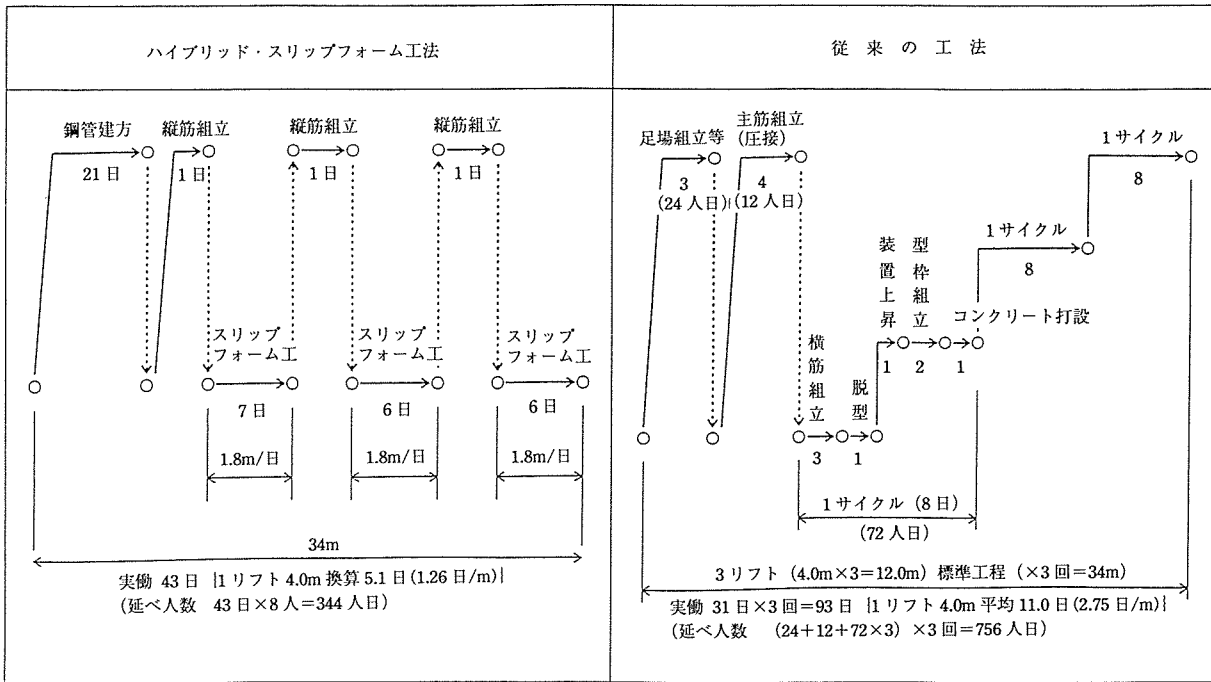 ハイブリッド・スリップフォーム工法
鋼管建方
縦筋組立
縦筋組立
縦筋組立
21日
1日
1日
1日
スリップ
フォーム工
スリップ
フォーム工
スリップ
フォーム工
7日
6日
6日
1.8m/日
1.8m/日
1.8m/日
34m
実働 43日 {1リフト4.0m換算5.1日(1.26日/m)}
(延べ人数 43日×8人=344人日)
従来の工法
足場組立等
主筋組立
(圧接)
3
(24人日)
4
(12人日)
横筋組立
3
脱型
1
装置上昇
1
型枠組立
2
コンクリート打設
1
1サイクル
8
1サイクル
8
1サイクル (8日)
(72人日)
3リフト (4.0m×3=12.0m) 標準工程 (×3回=34m)
実働 31日×3回=93日 {1リフト4.0m平均11.0日(2.75日/m)}
(延べ人数 (24+12+72×3) ×3回=756人日)